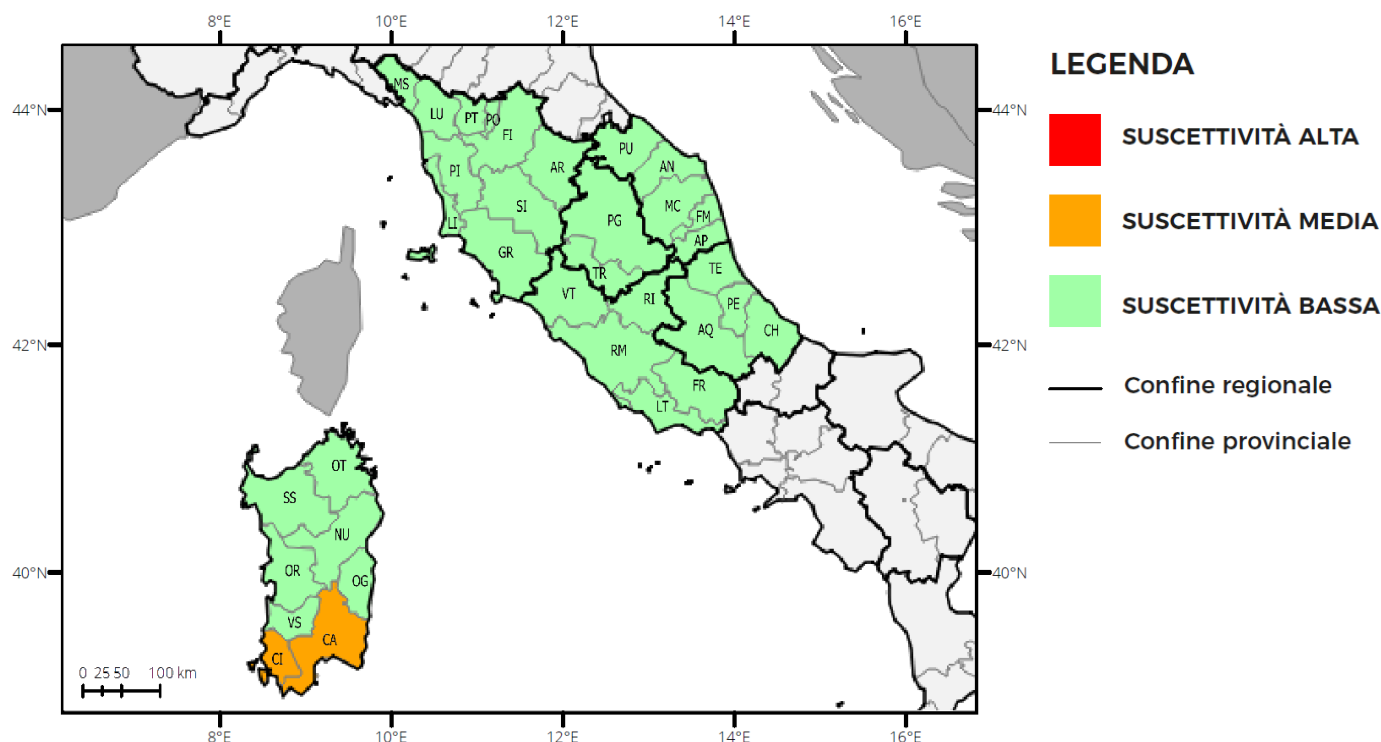 8°E 10°E 12°E 14°E 16°E
44°N 44°N
42°N 42°N
40°N 40°N
MS
LU PT PO
FI
PU
PI AR AN
SI PG MC FM
LI
GR AP
TR TE
VT RI PE
AQ CH
RM
FR
LT
OT
SS
NU
OR OG
VS
CA
CI
0 25 50 100 km
8°E 10°E 12°E 14°E 16°E
LEGENDA
SUSCETTIVITÀ ALTA
SUSCETTIVITÀ MEDIA
SUSCETTIVITÀ BASSA
Confine regionale
Confine provinciale